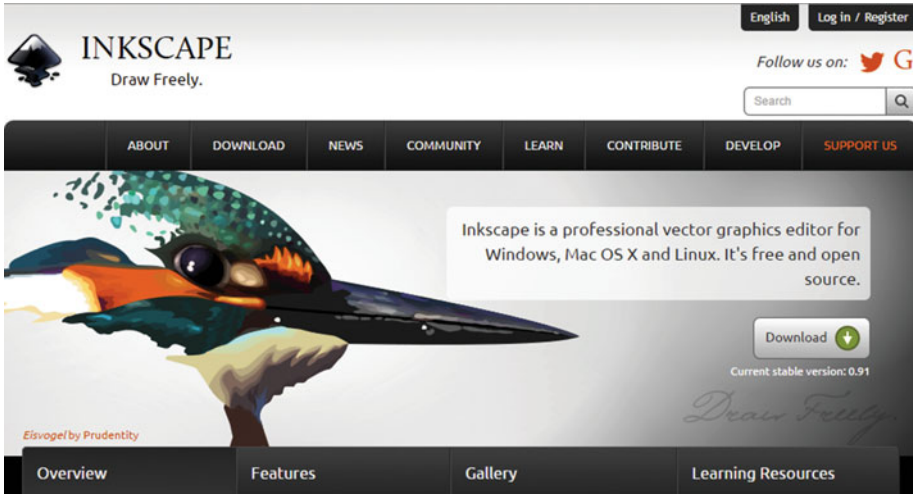 English
Log in / Register
INKSCAPE
Draw Freely.
Follow us on:
Search
ABOUT DOWNLOAD NEWS COMMUNITY LEARN CONTRIBUTE DEVELOP SUPPORT US
Inkscape is a professional vector graphics editor for
Windows, Mac OS X and Linux. It's free and open
source.
Download
Current stable version: 0.91
Draw Freely.
Eisvogel by Prudentity
Overview Features Gallery Learning Resources